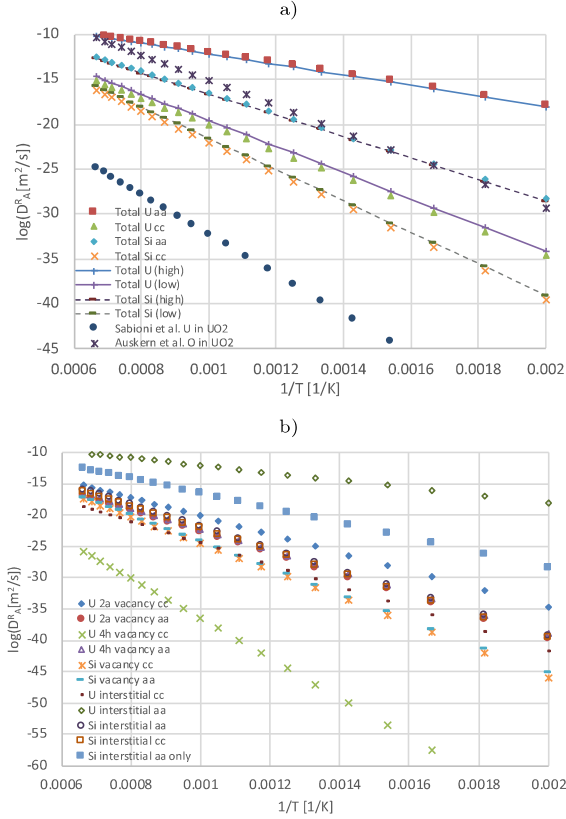 a)
-10
-15
-20
-25
-30
-35
-40
-45
log(D^R_A[m²/s])
Total U aa
Total U cc
Total Si aa
Total Si cc
Total U (high)
Total U (low)
Total Si (high)
Total Si (low)
Sabioni et al. U in UO2
Auskern et al. O in UO2
0.0006 0.0008 0.001 0.0012 0.0014 0.0016 0.0018 0.002
1/T [1/K]
b)
-10
-15
-20
-25
-30
-35
-40
-45
-50
-55
-60
log(D^R_A[m²/s])
U 2a vacancy cc
U 2a vacancy aa
U 4h vacancy cc
U 4h vacancy aa
Si vacancy cc
Si vacancy aa
U interstitial cc
U interstitial aa
Si interstitial aa
Si interstitial cc
Si interstitial aa only
0.0006 0.0008 0.001 0.0012 0.0014 0.0016 0.0018 0.002
1/T [1/K]